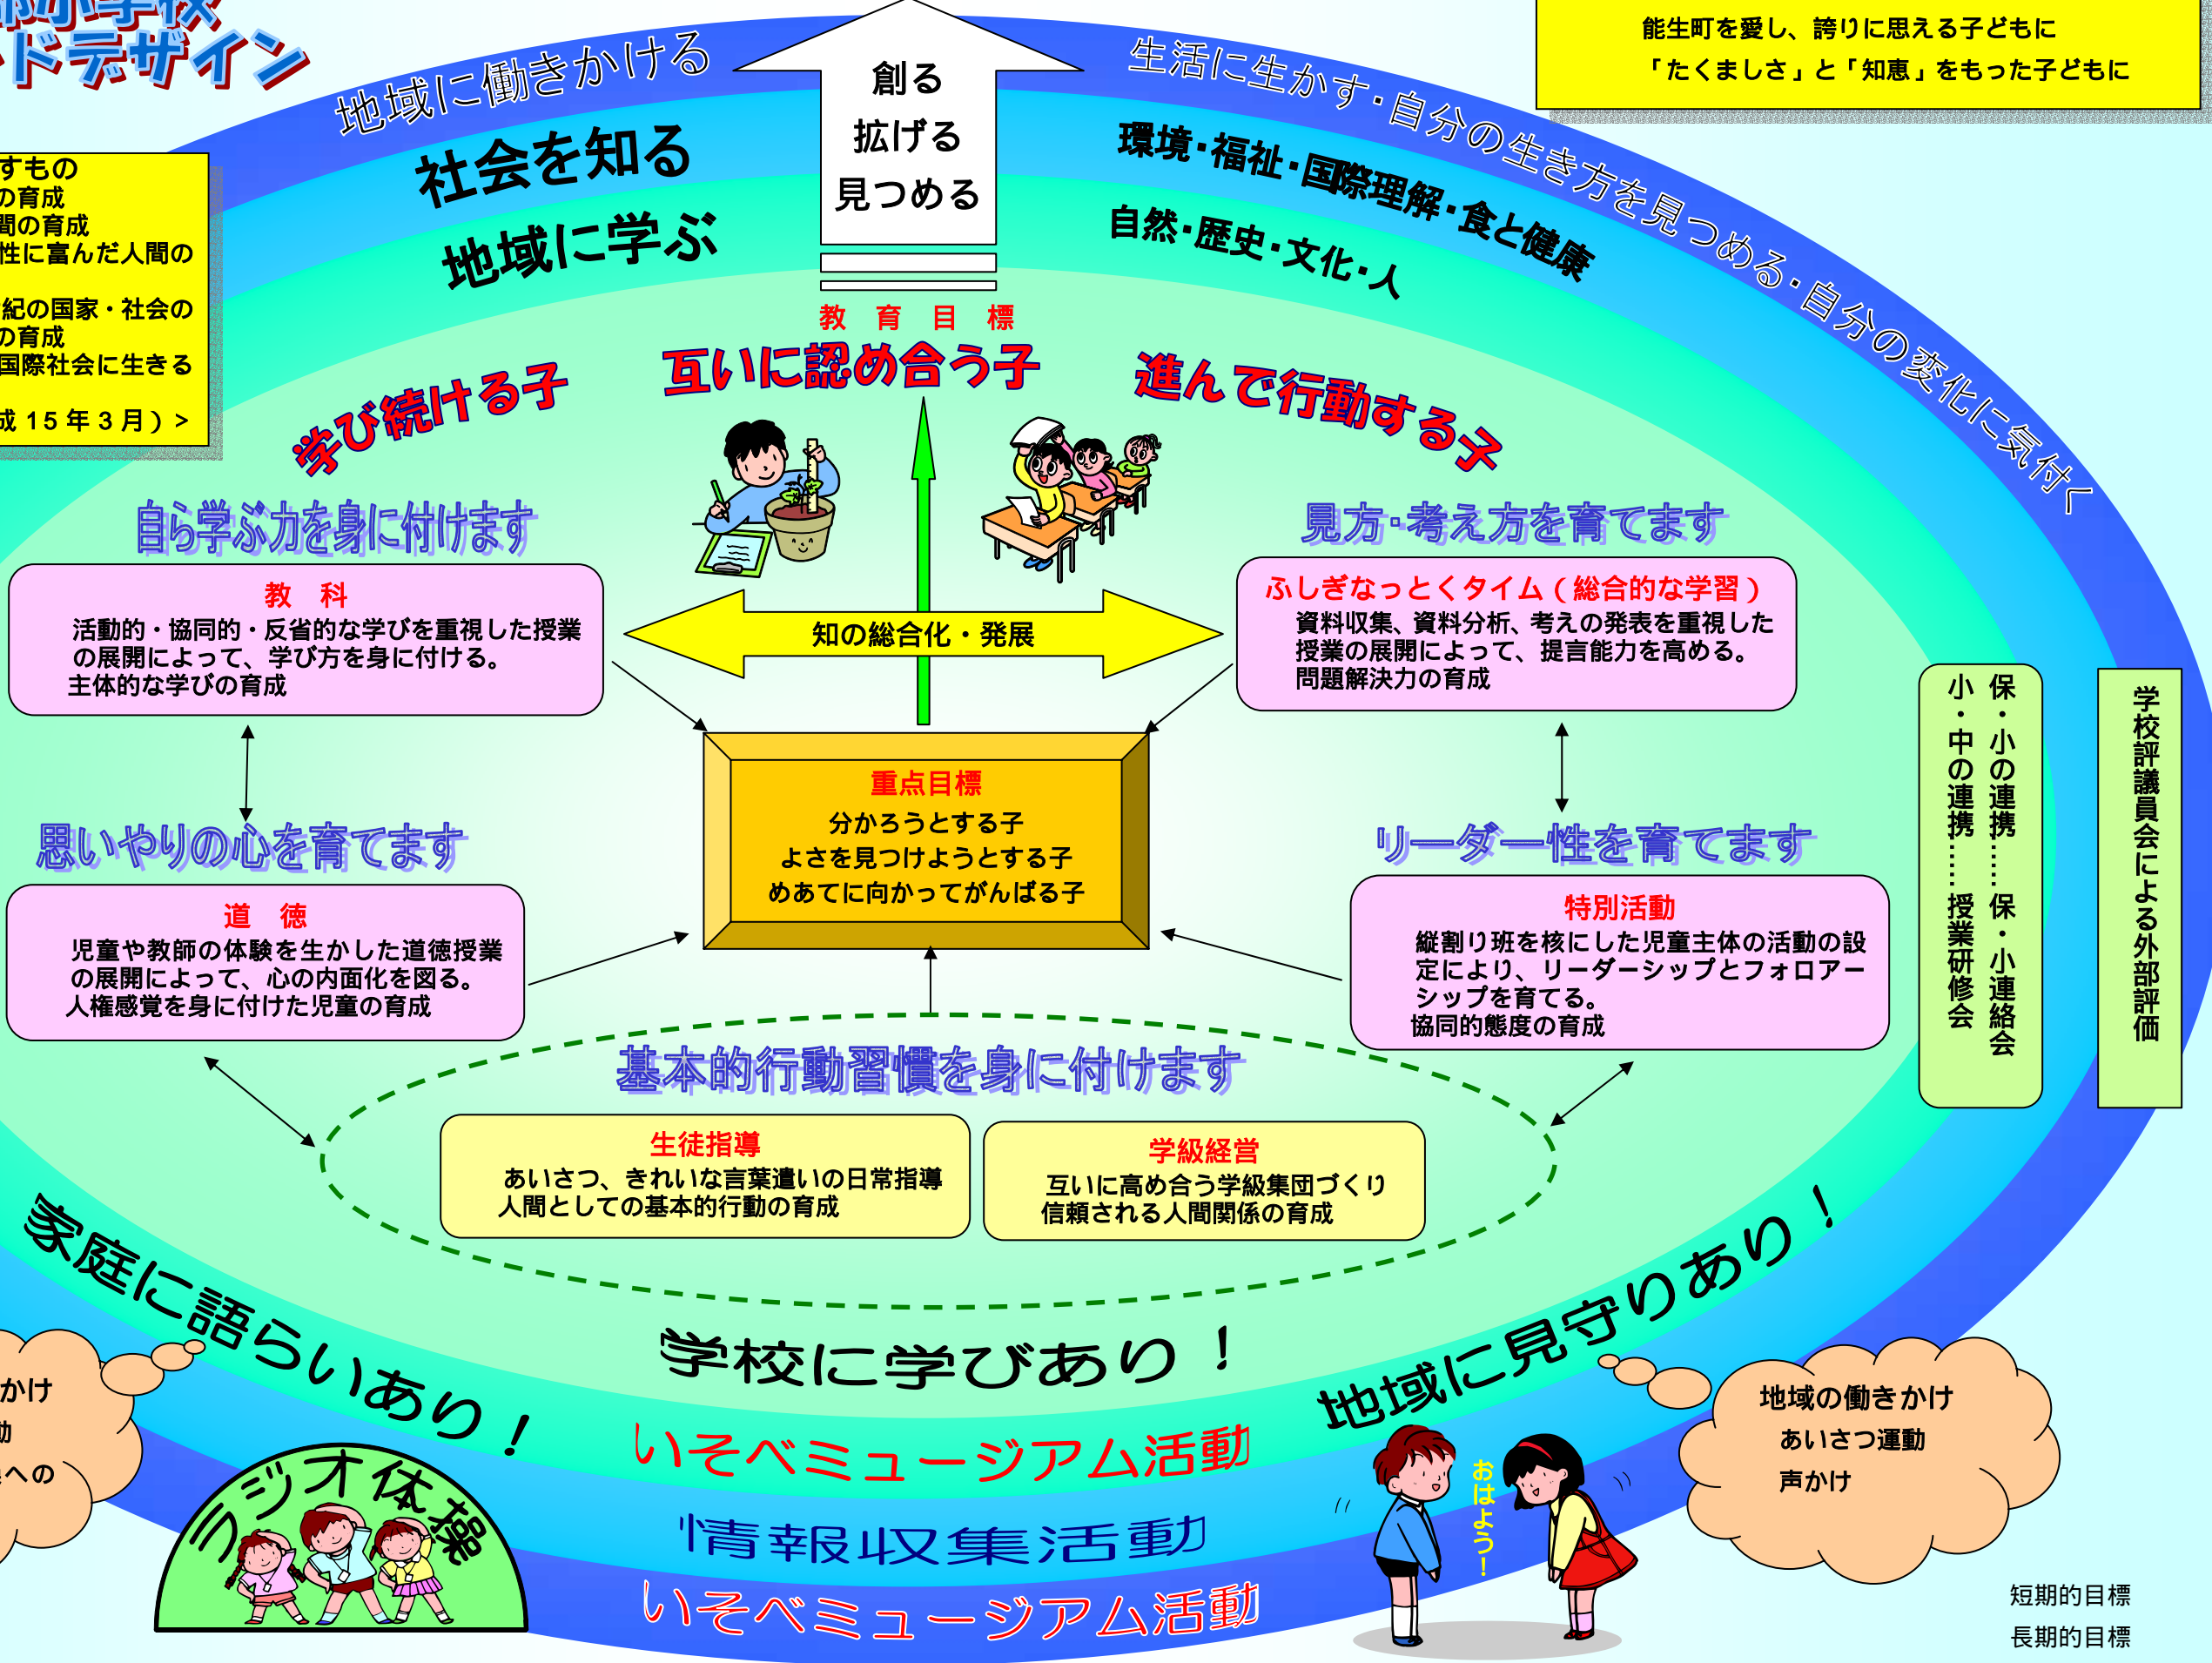 部小学校
ンドデザイン
地域に働きかける
社会を知る
地域に学ぶ
創る
拡げる
見つめる
生活に生かす・自分の生き方を見つめる・自分の変化に気付く
環境・福祉・国際理解・食と健康
自然・歴史・文化・人
能生町を愛し、誇りに思える子どもに
「たくましさ」と「知恵」をもった子どもに
すもの
の育成
間の育成
性に富んだ人間の
紀の国家・社会の
の育成
国際社会に生きる
成15年3月)>
教育目標
学び続ける子
互いに認め合う子
進んで行動する子
自ら学ぶ力を身に付けます
教 科
活動的・協同的・反省的な学びを重視した授業
の展開によって、学び方を身に付ける。
主体的な学びの育成
知の総合化・発展
見方・考え方を育てます
ふしぎなっとくタイム(総合的な学習)
資料収集、資料分析、考えの発表を重視した
授業の展開によって、提言能力を高める。
問題解決力の育成
重点目標
分かろうとする子
よさを見つけようとする子
めあてに向かってがんばる子
思いやりの心を育てます
道 徳
児童や教師の体験を生かした道徳授業
の展開によって、心の内面化を図る。
人権感覚を身に付けた児童の育成
リーダー性を育てます
特別活動
縦割り班を核にした児童主体の活動の設
定により、リーダーシップとフォロアー
シップを育てる。
協同的態度の育成
保・小の連携……保・小連絡会
小・中の連携……授業研修会
学校評議員会による外部評価
基本的行動習慣を身に付けます
生徒指導
あいさつ、きれいな言葉遣いの日常指導
人間としての基本的行動の育成
学級経営
互いに高め合う学級集団づくり
信頼される人間関係の育成
家庭に語らいあり!
学校に学びあり!
地域に見守りあり!
いそべミュージアム活動
情報収集活動
いそべミュージアム活動
かけ
動
への
ラジオ体操
おはよう!
地域の働きかけ
あいさつ運動
声かけ
短期的目標
長期的目標